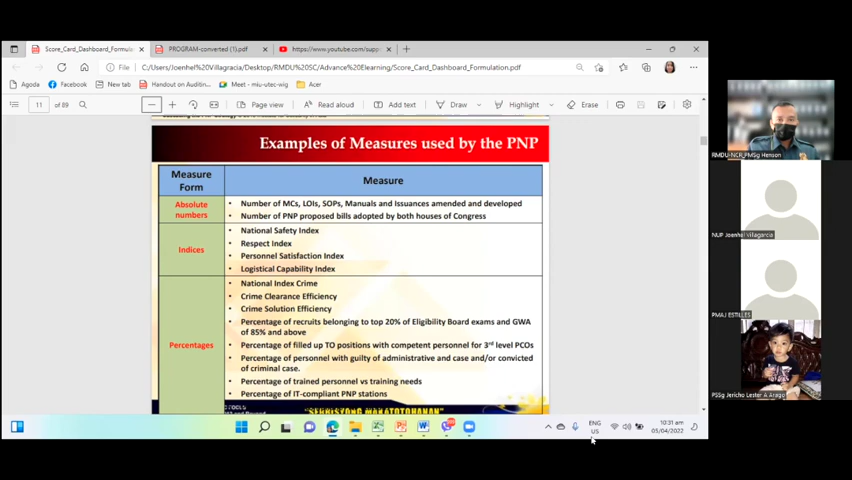 Score_Card_Dashboard_Formulat
PROGRAM-converted (1).pdf
https://www.youtube.com/supp
File
C:/Users/Joenhel%20Villagracia/Desktop/RMDU%20SC/Advance%20Elearning/Score_Card_Dashboard_Formulation.pdf
Agoda
Facebook
New tab
Handout on Auditin...
Meet - miu-utec-wig
Acer
11 of 89
Page view
Read aloud
Add text
Draw
Highlight
Erase
Examples of Measures used by the PNP
Measure Form
Measure
Absolute numbers
• Number of MCs, LOIs, SOPs, Manuals and Issuances amended and developed
• Number of PNP proposed bills adopted by both houses of Congress
Indices
• National Safety Index
• Respect Index
• Personnel Satisfaction Index
• Logistical Capability Index
Percentages
• National Index Crime
• Crime Clearance Efficiency
• Crime Solution Efficiency
• Percentage of recruits belonging to top 20% of Eligibility Board exams and GWA
of 85% and above
• Percentage of filled up TO positions with competent personnel for 3rd level PCOs
• Percentage of personnel with guilty of administrative and case and/or convicted
of criminal case.
• Percentage of trained personnel vs training needs
• Percentage of IT-compliant PNP stations
"SERBISYONG MAKATOTOHANAN"
ENG
US
10:31 am
05/04/2022
RMDU-NCR_PMSg Henson
NUP Joenhel Villagarcia
PMAJ ESTILLES
PSSg Jericho Lester A Arago